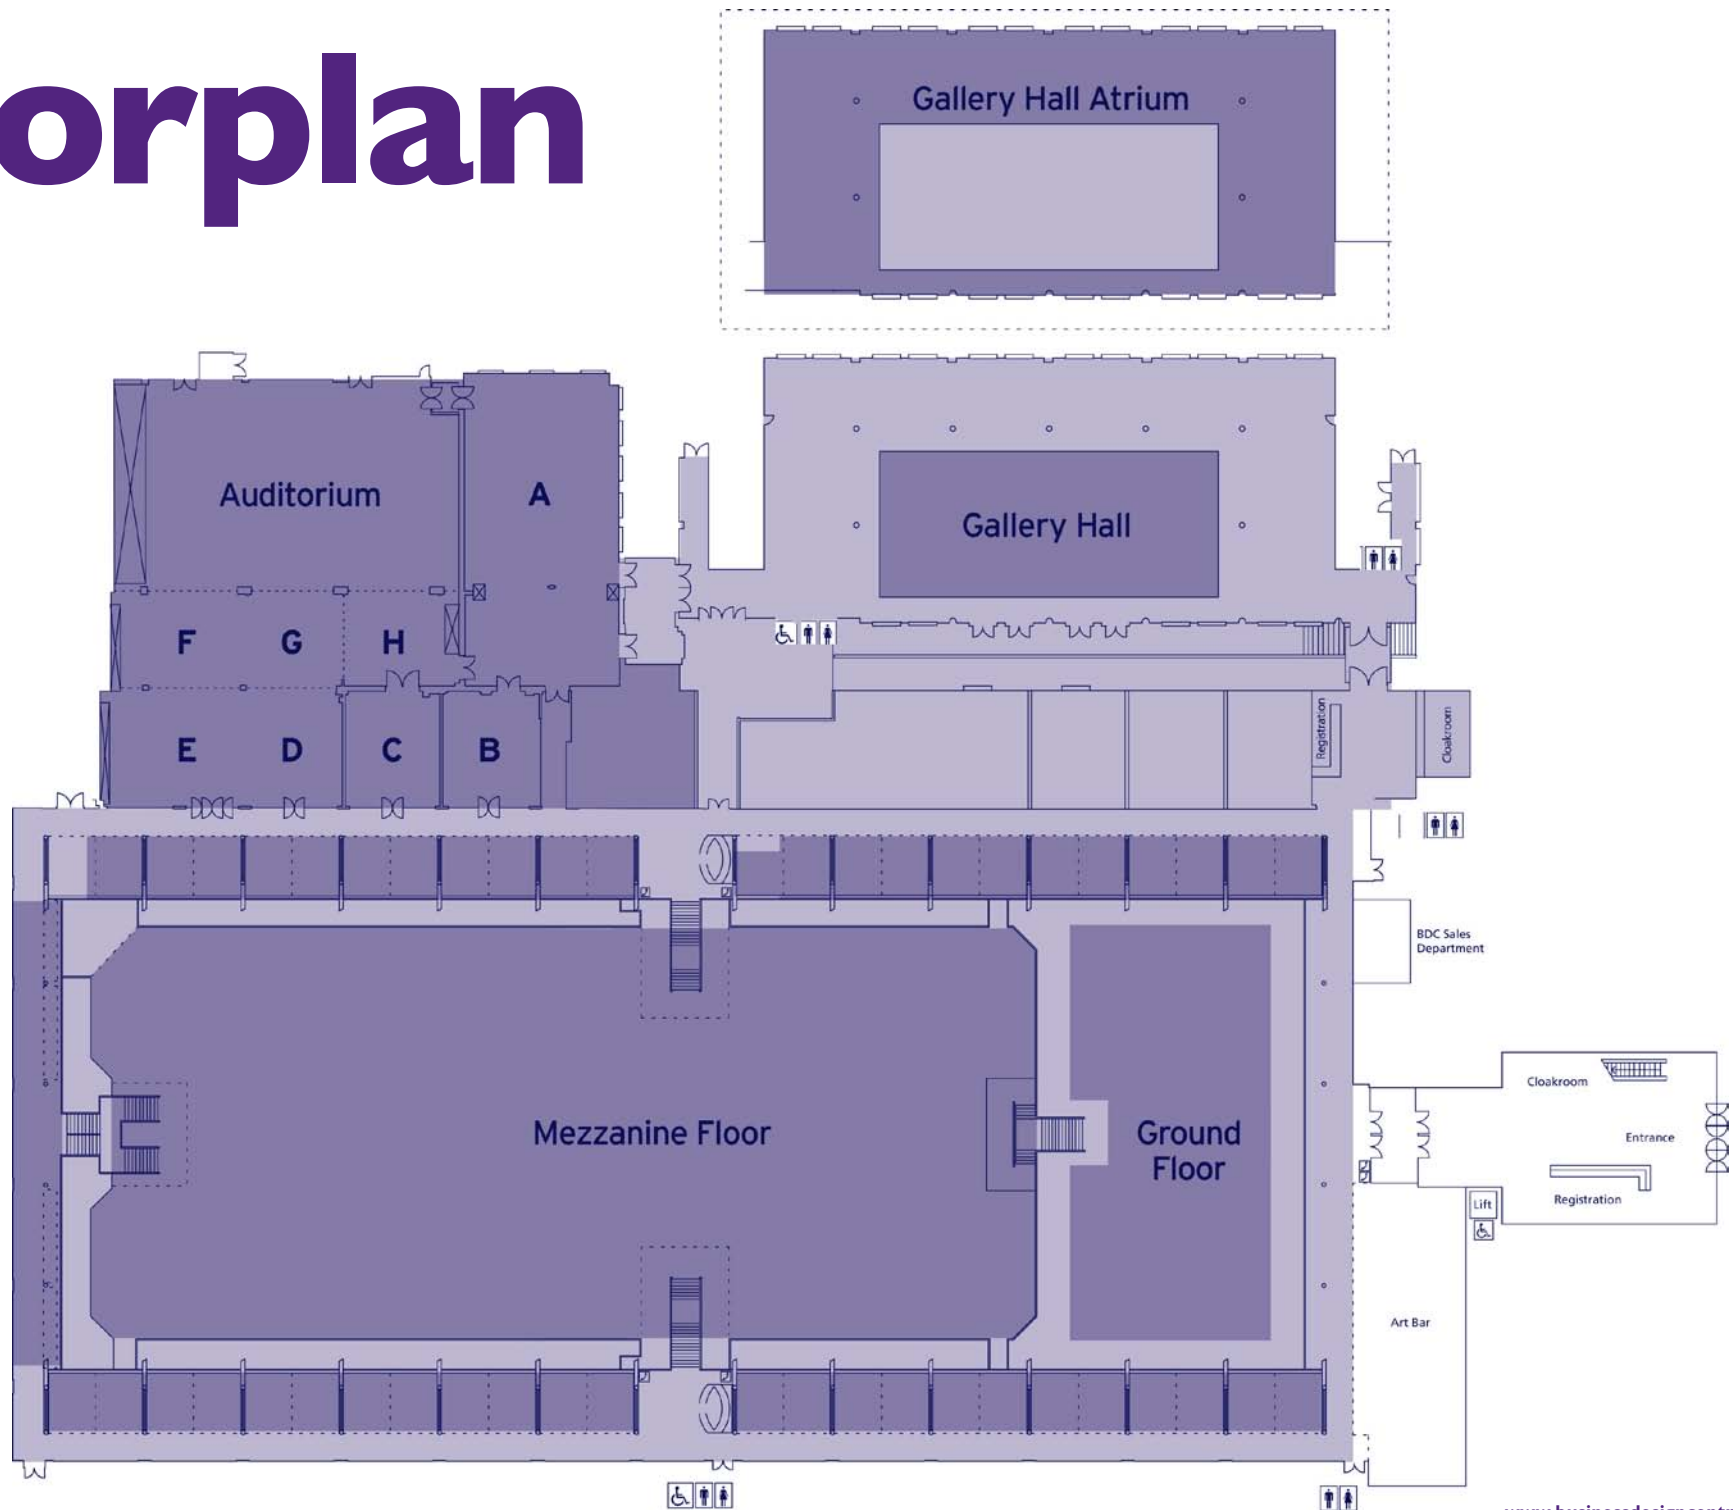 orplan
Gallery Hall Atrium
Auditorium
A
Gallery Hall
F
G
H
E
D
C
B
Registration
Cloakroom
BDC Sales
Department
Cloakroom
Entrance
Registration
Lift
Mezzanine Floor
Ground
Floor
Art Bar